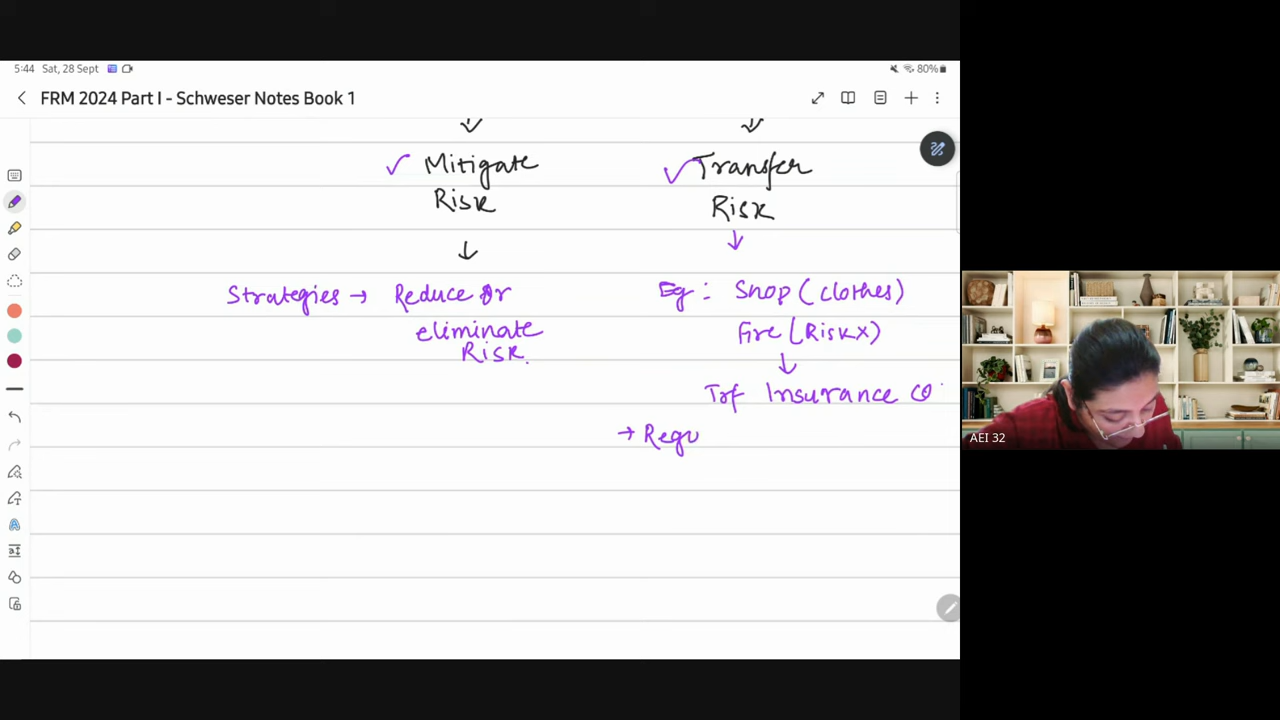 5:44 Sat, 28 Sept 80%
FRM 2024 Part I - Schweser Notes Book 1
✓ Mitigate Risk
✓ Transfer Risk
Strategies → Reduce or eliminate Risk.
Eg: Shop (clothes)
Fire (Risk x)
Trf Insurance Co.
→ Regu
AEI 32